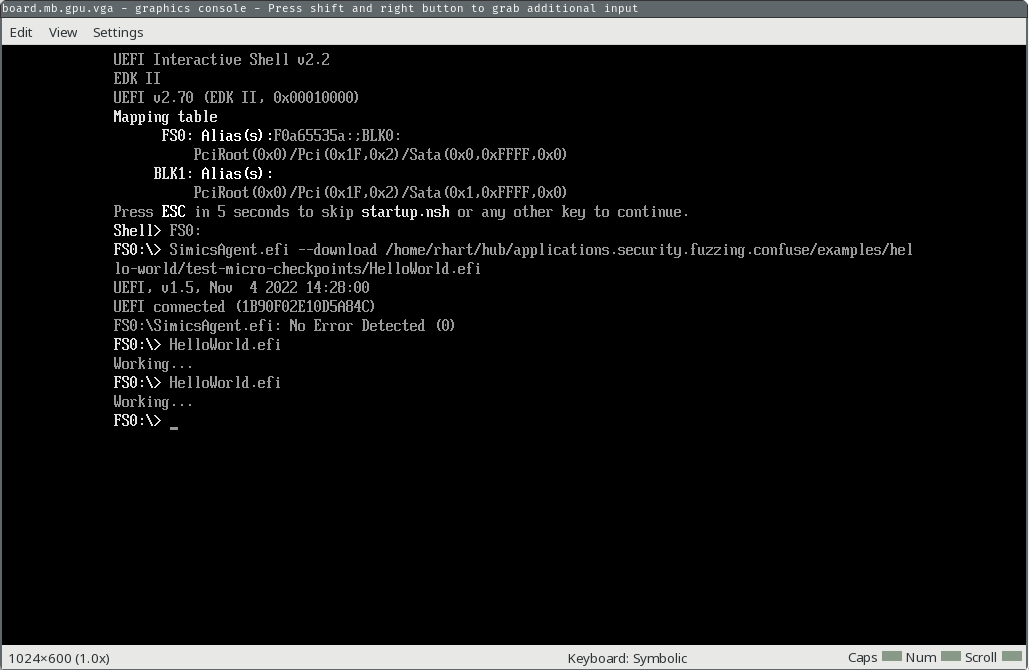 board.mb.gpu.vga - graphics console - Press shift and right button to grab additional input
Edit View Settings
UEFI Interactive Shell v2.2
EDK II
UEFI v2.70 (EDK II, 0x00010000)
Mapping table
FS0: Alias(s):F0a65535a:;BLK0:
PciRoot(0x0)/Pci(0x1F,0x2)/Sata(0x0,0xFFFF,0x0)
BLK1: Alias(s):
PciRoot(0x0)/Pci(0x1F,0x2)/Sata(0x1,0xFFFF,0x0)
Press ESC in 5 seconds to skip startup.nsh or any other key to continue.
Shell> FS0:
FS0:\> SimicsAgent.efi --download /home/rhart/hub/applications.security.fuzzing.confuse/examples/hel
lo-world/test-micro-checkpoints/HelloWorld.efi
UEFI, v1.5, Nov  4 2022 14:28:00
UEFI connected (1B90F02E10D5A84C)
FS0:\SimicsAgent.efi: No Error Detected (0)
FS0:\> HelloWorld.efi
Working...
FS0:\> HelloWorld.efi
Working...
FS0:\> _
1024×600 (1.0x) Keyboard: Symbolic Caps Num Scroll